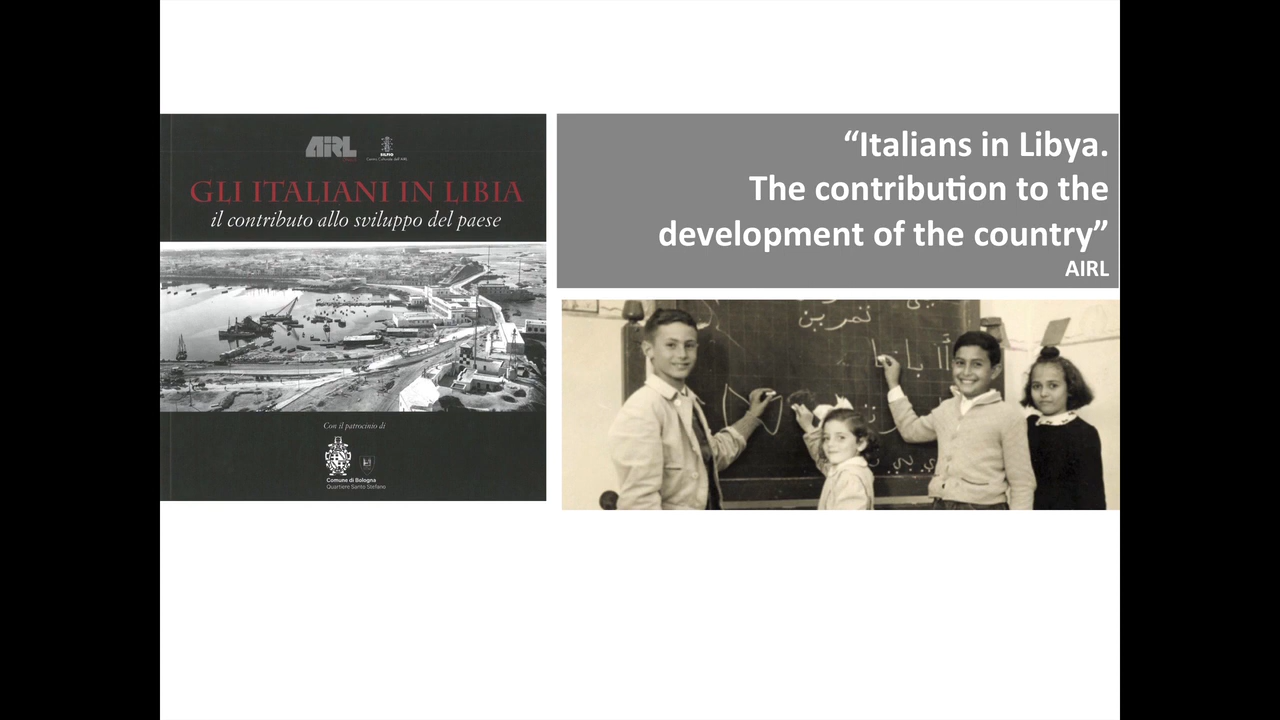 AIRL
GLI ITALIANI IN LIBIA
il contributo allo sviluppo del paese
Con il patrocinio di
Comune di Bologna
Quartiere Santo Stefano
“Italians in Libya.
The contribution to the
development of the country”
AIRL
تمرين